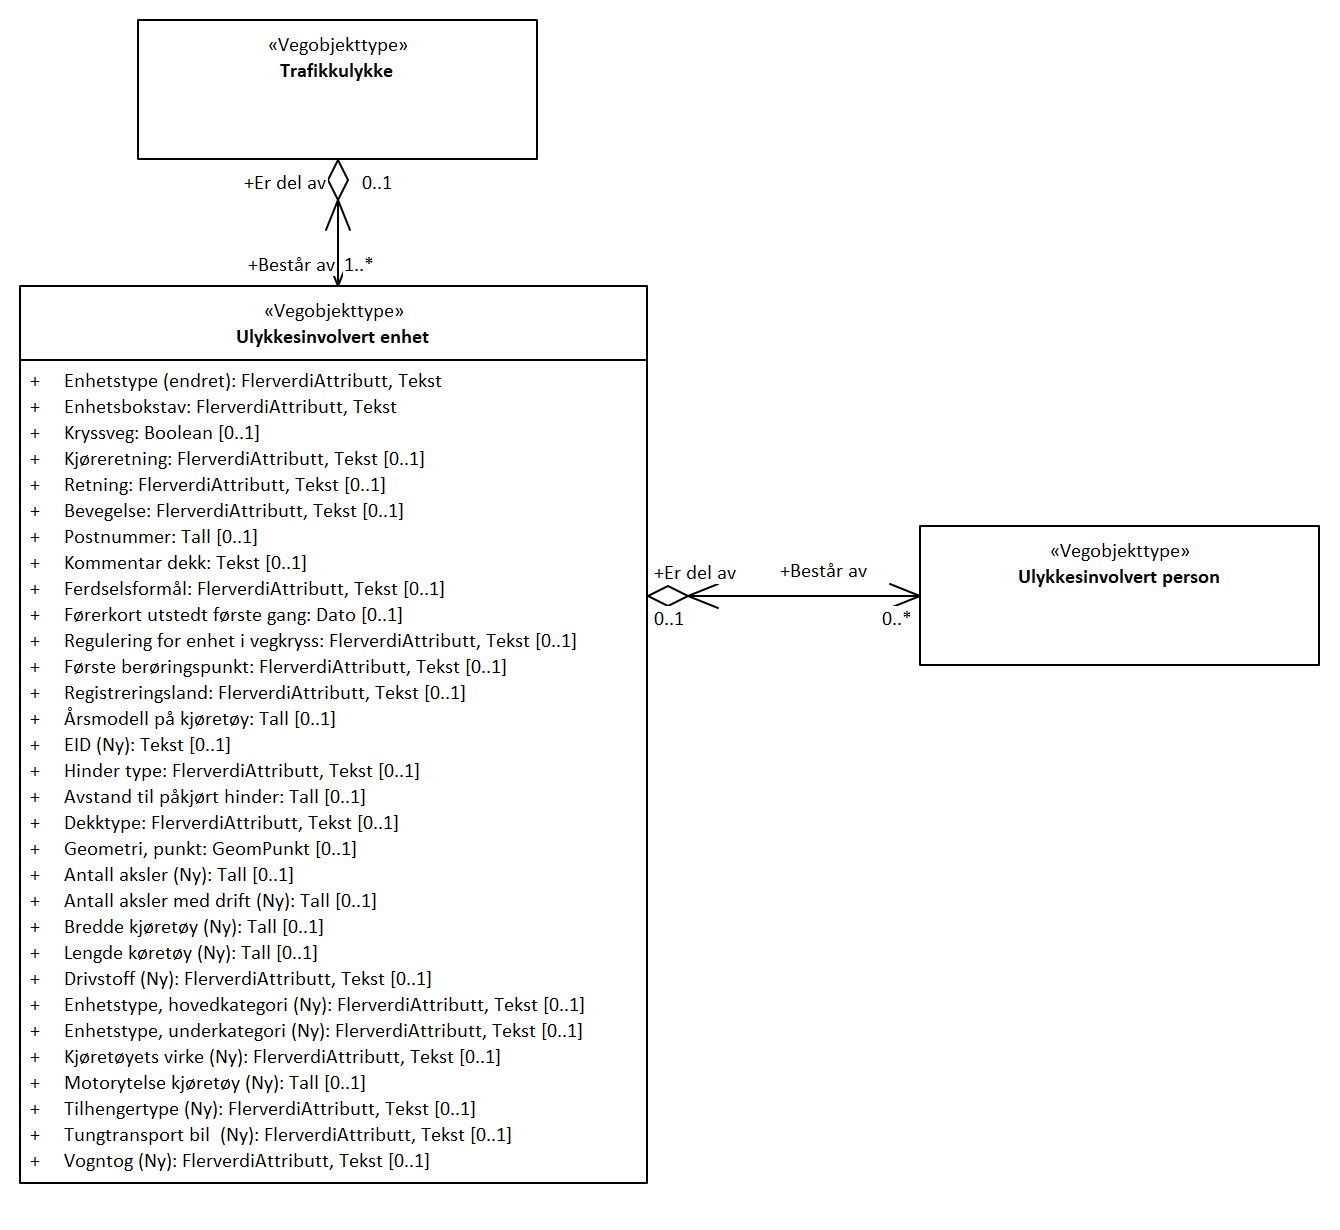 «Vegobjekttype»
Trafikkulykke
+Er del av 0..1
+Består av 1..*
«Vegobjekttype»
Ulykkesinvolvert enhet
+ Enhetstype (endret): FlerverdiAttributt, Tekst
+ Enhetsbokstav: FlerverdiAttributt, Tekst
+ Kryssveg: Boolean [0..1]
+ Kjøreretning: FlerverdiAttributt, Tekst [0..1]
+ Retning: FlerverdiAttributt, Tekst [0..1]
+ Bevegelse: FlerverdiAttributt, Tekst [0..1]
+ Postnummer: Tall [0..1]
+ Kommentar dekk: Tekst [0..1]
+ Ferdselsformål: FlerverdiAttributt, Tekst [0..1]
+ Førerkort utstedt første gang: Dato [0..1]
+ Regulering for enhet i vegkryss: FlerverdiAttributt, Tekst [0..1]
+ Første berøringspunkt: FlerverdiAttributt, Tekst [0..1]
+ Registreringsland: FlerverdiAttributt, Tekst [0..1]
+ Årsmodell på kjøretøy: Tall [0..1]
+ EID (Ny): Tekst [0..1]
+ Hinder type: FlerverdiAttributt, Tekst [0..1]
+ Avstand til påkjørt hinder: Tall [0..1]
+ Dekktype: FlerverdiAttributt, Tekst [0..1]
+ Geometri, punkt: GeomPunkt [0..1]
+ Antall aksler (Ny): Tall [0..1]
+ Antall aksler med drift (Ny): Tall [0..1]
+ Bredde kjøretøy (Ny): Tall [0..1]
+ Lengde køretøy (Ny): Tall [0..1]
+ Drivstoff (Ny): FlerverdiAttributt, Tekst [0..1]
+ Enhetstype, hovedkategori (Ny): FlerverdiAttributt, Tekst [0..1]
+ Enhetstype, underkategori (Ny): FlerverdiAttributt, Tekst [0..1]
+ Kjøretøyets virke (Ny): FlerverdiAttributt, Tekst [0..1]
+ Motorytelse kjøretøy (Ny): Tall [0..1]
+ Tilhengertype (Ny): FlerverdiAttributt, Tekst [0..1]
+ Tungtransport bil  (Ny): FlerverdiAttributt, Tekst [0..1]
+ Vogntog (Ny): FlerverdiAttributt, Tekst [0..1]
+Er del av +Består av
0..1 0..*
«Vegobjekttype»
Ulykkesinvolvert person